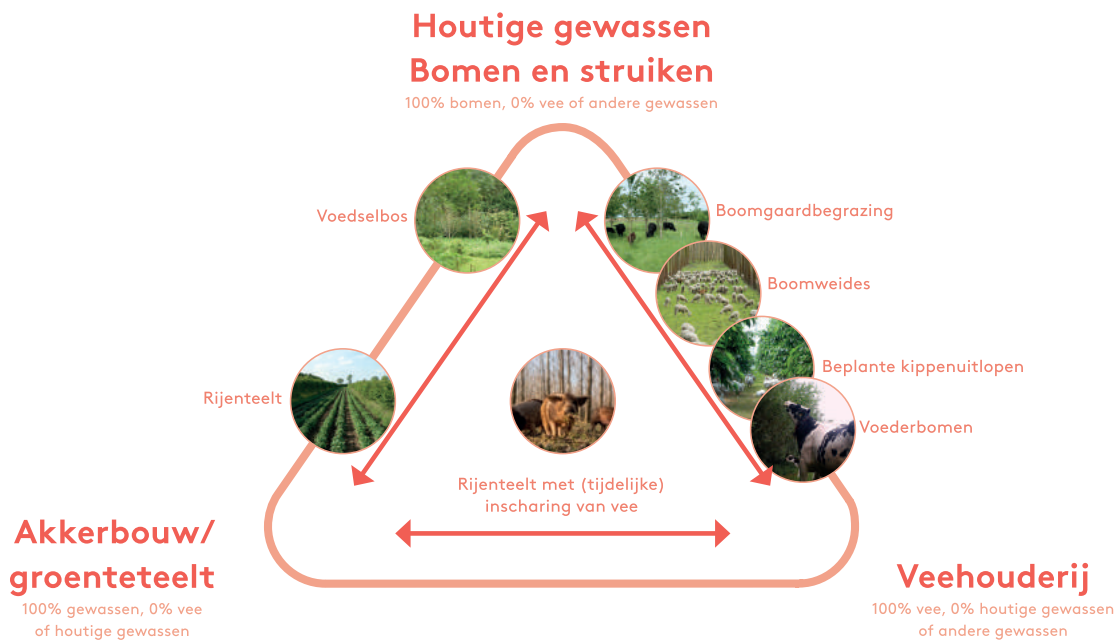 Houtige gewassen
Bomen en struiken
100% bomen, 0% vee of andere gewassen
Voedselbos
Boomgaardbegrazing
Boomweides
Beplante kippenuitlopen
Rijenteelt
Voederbomen
Rijenteelt met (tijdelijke)
inscharing van vee
Akkerbouw/
groenteteelt
100% gewassen, 0% vee
of houtige gewassen
Veehouderij
100% vee, 0% houtige gewassen
of andere gewassen